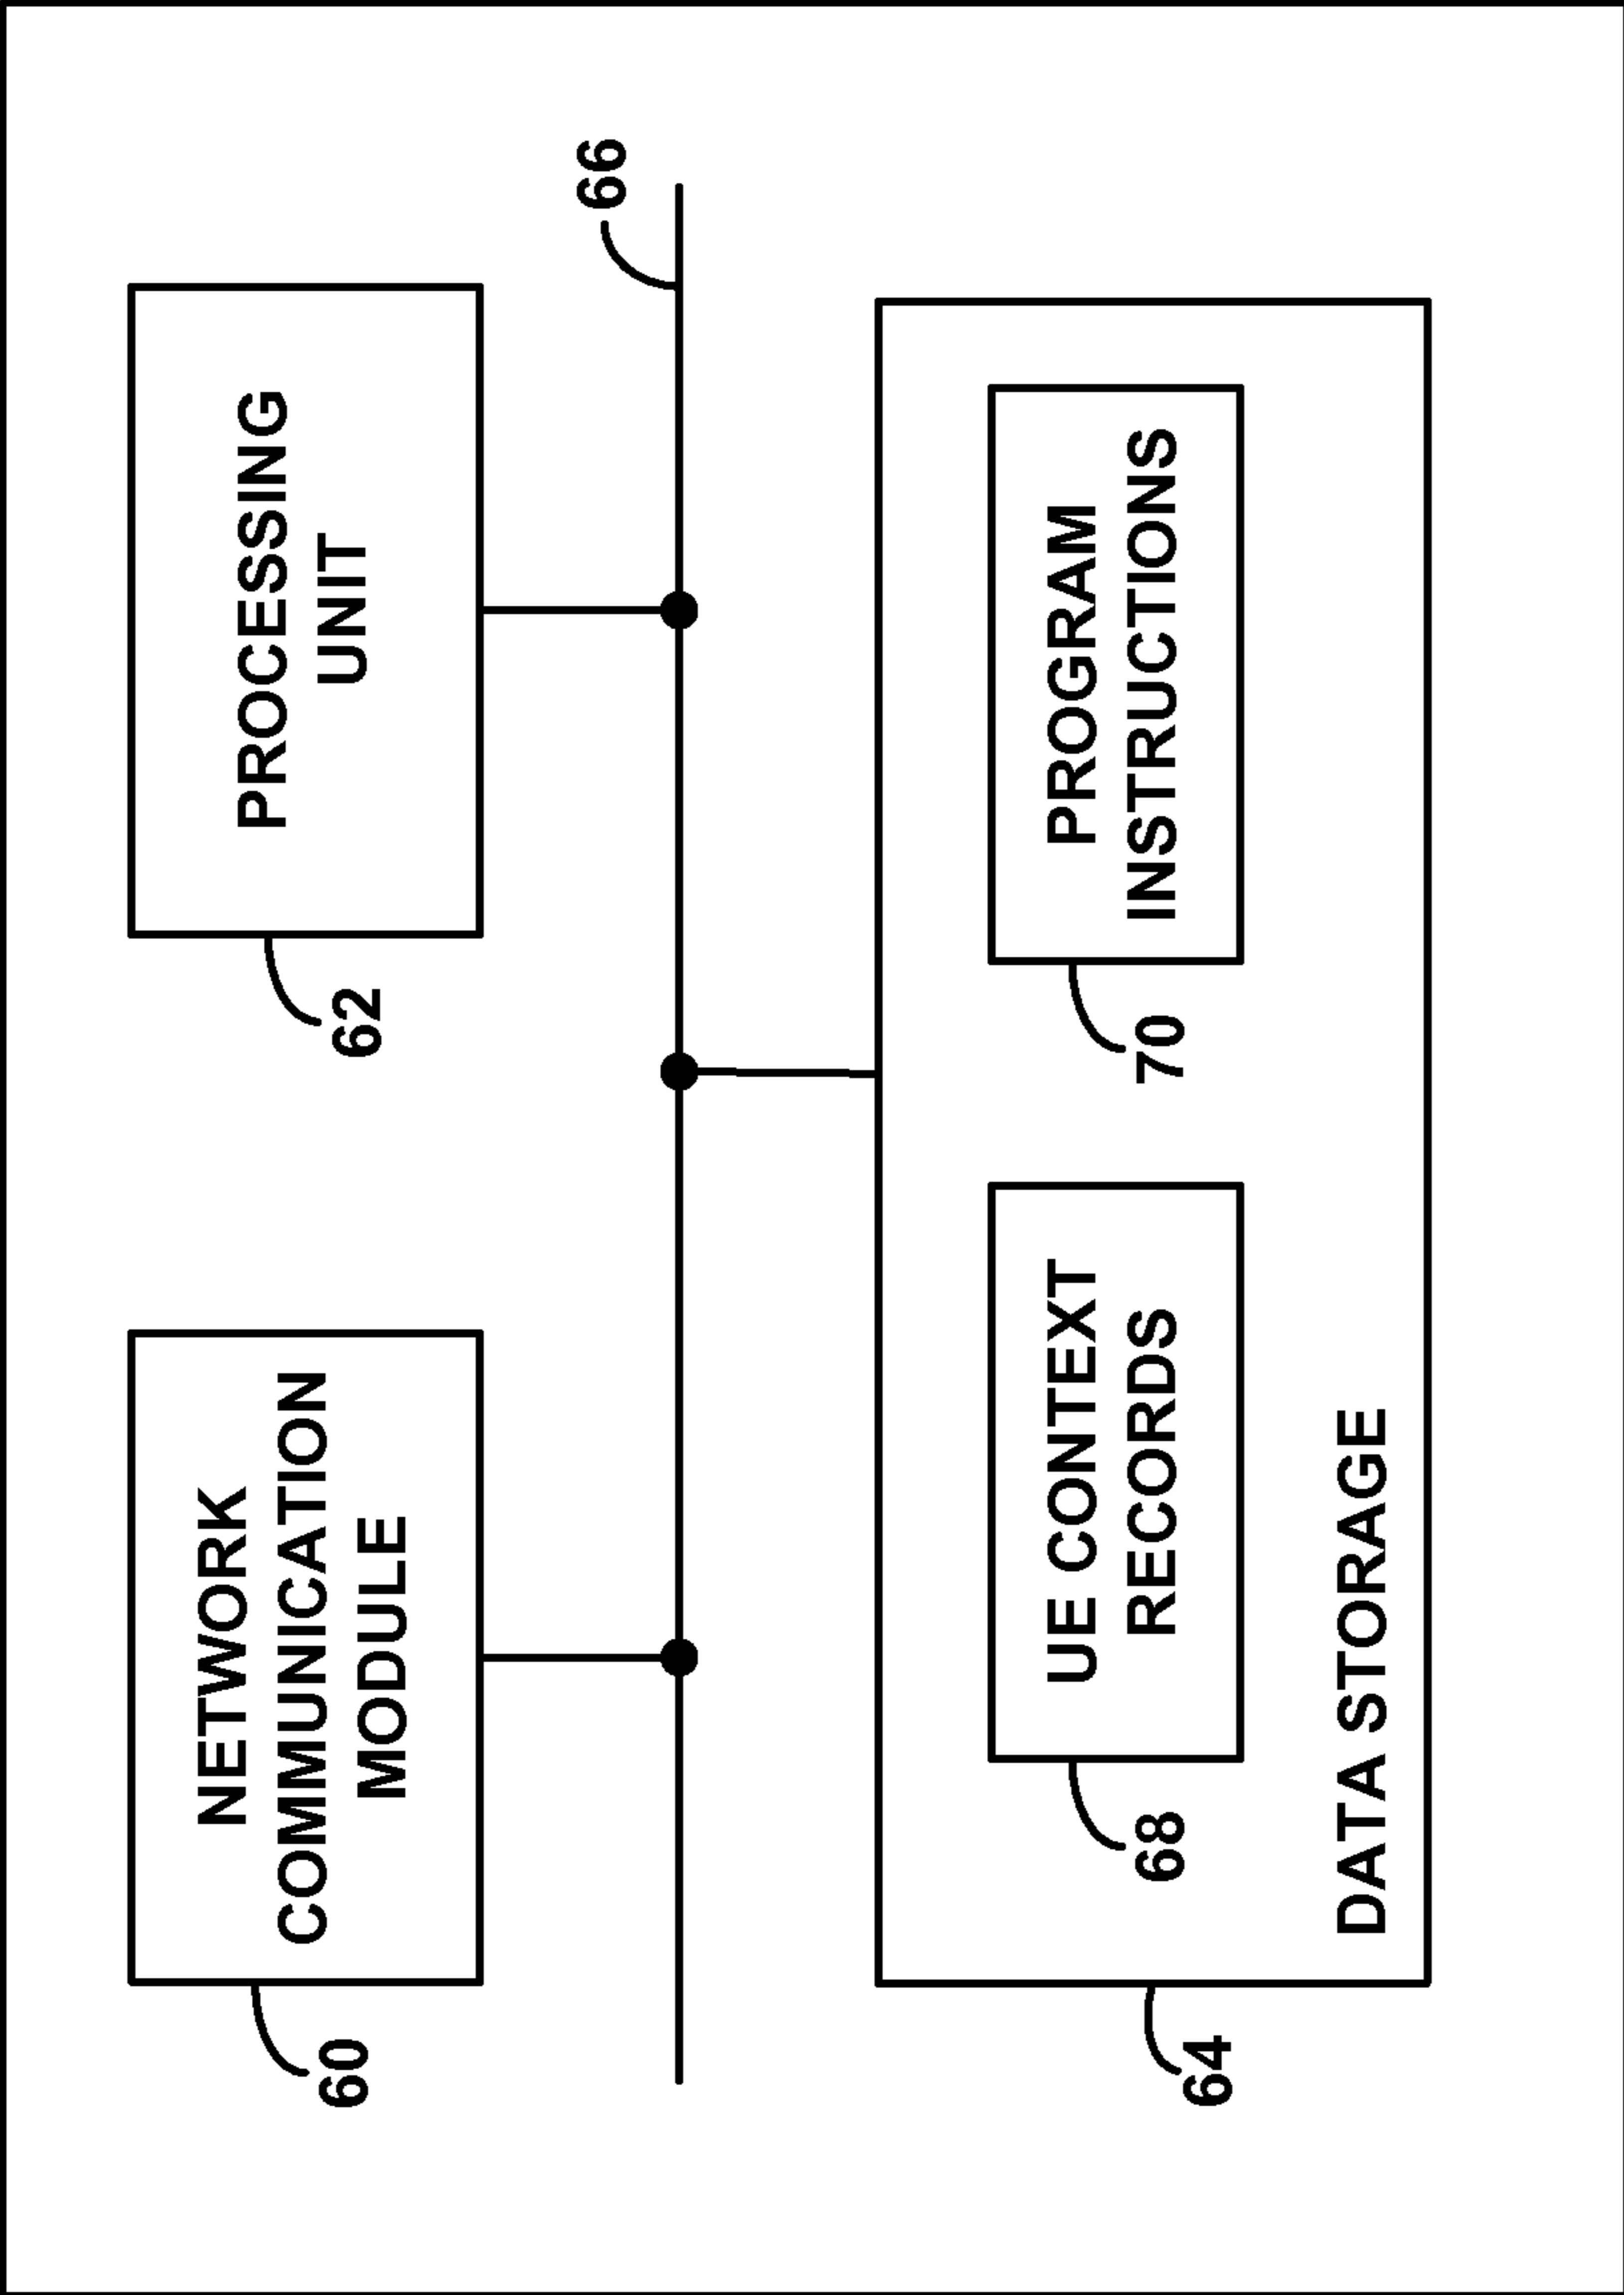 NETWORK
COMMUNICATION
MODULE
60
PROCESSING
UNIT
62
66
UE CONTEXT
RECORDS
68
PROGRAM
INSTRUCTIONS
70
DATA STORAGE
64